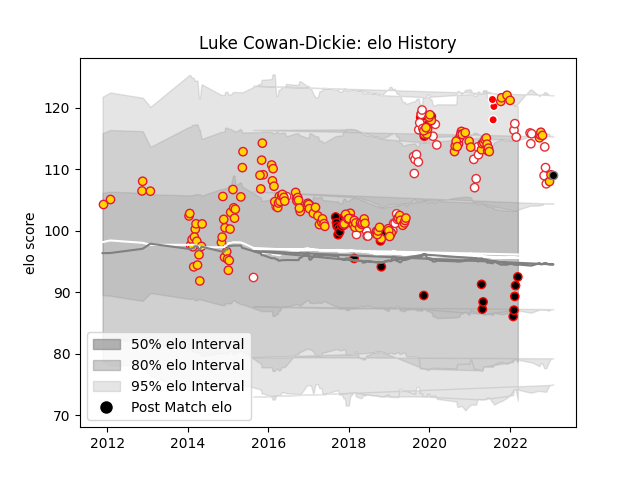 Luke Cowan-Dickie: elo History
elo score
120
110
100
90
80
70
50% elo Interval
80% elo Interval
95% elo Interval
Post Match elo
2012
2014
2016
2018
2020
2022